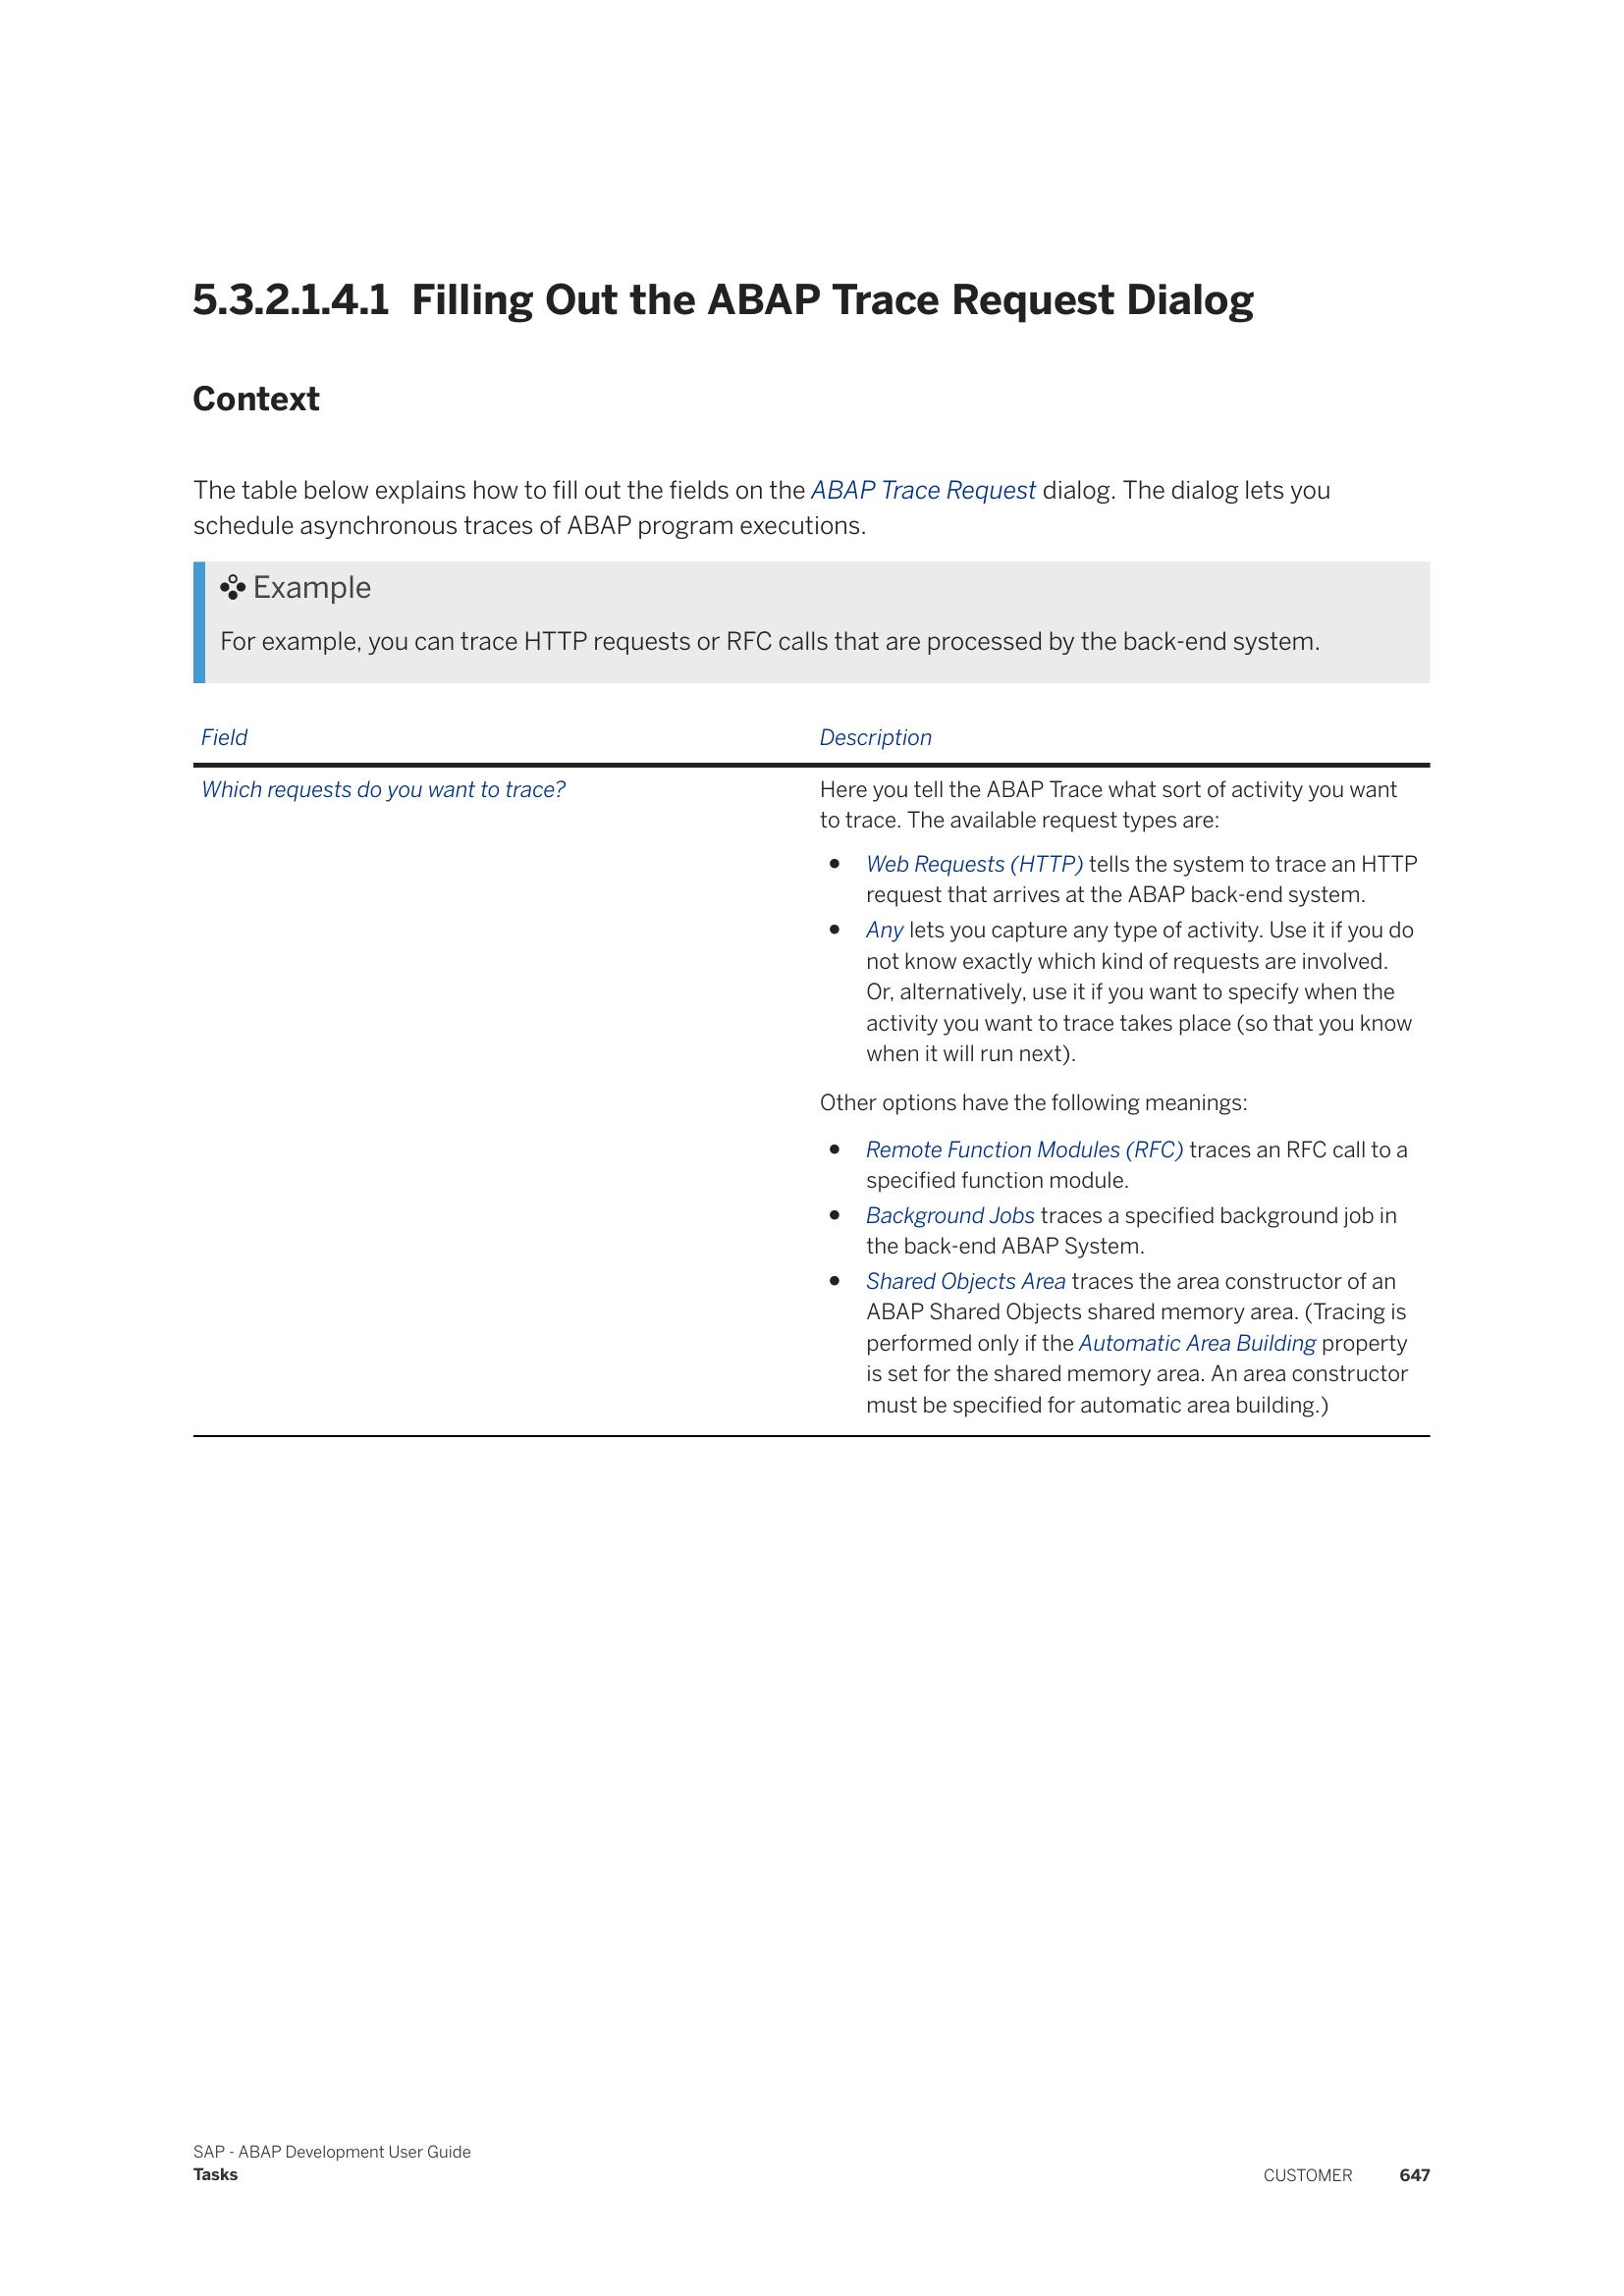 5.3.2.1.4.1 Filling Out the ABAP Trace Request Dialog
Context
The table below explains how to fill out the fields on the ABAP Trace Request dialog. The dialog lets you
schedule asynchronous traces of ABAP program executions.
Example
For example, you can trace HTTP requests or RFC calls that are processed by the back-end system.
Field
Description
Which requests do you want to trace?
Here you tell the ABAP Trace what sort of activity you want
to trace. The available request types are:
● Web Requests (HTTP) tells the system to trace an HTTP
request that arrives at the ABAP back-end system.
● Any lets you capture any type of activity. Use it if you do
not know exactly which kind of requests are involved.
Or, alternatively, use it if you want to specify when the
activity you want to trace takes place (so that you know
when it will run next).
Other options have the following meanings:
● Remote Function Modules (RFC) traces an RFC call to a
specified function module.
● Background Jobs traces a specified background job in
the back-end ABAP System.
● Shared Objects Area traces the area constructor of an
ABAP Shared Objects shared memory area. (Tracing is
performed only if the Automatic Area Building property
is set for the shared memory area. An area constructor
must be specified for automatic area building.)
SAP - ABAP Development User Guide
Tasks
CUSTOMER 647